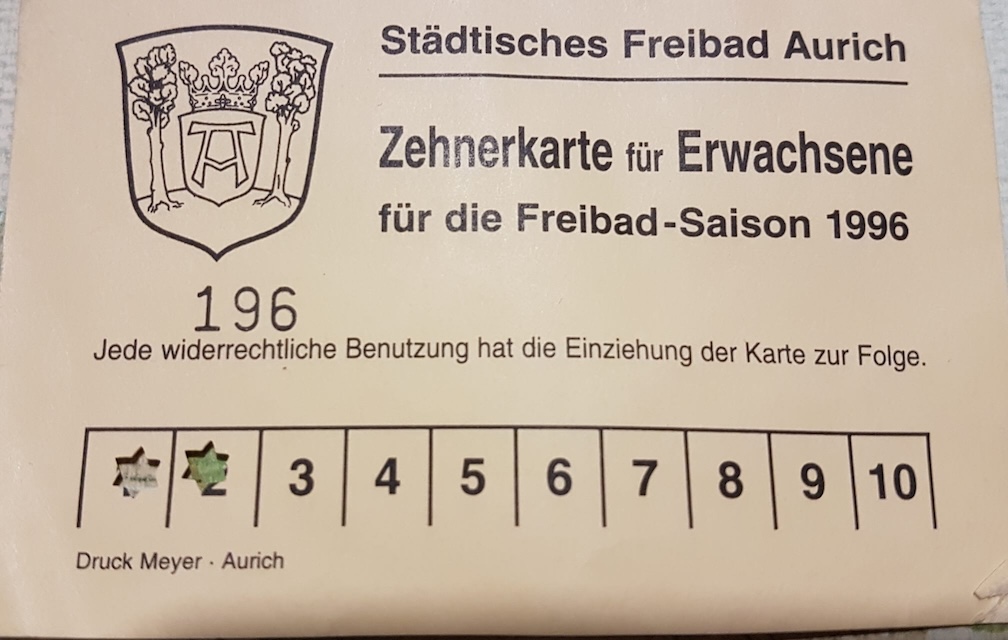 Städtisches Freibad Aurich
Zehnerkarte für Erwachsene
für die Freibad-Saison 1996
196
Jede widerrechtliche Benutzung hat die Einziehung der Karte zur Folge.
2 3 4 5 6 7 8 9 10
Druck Meyer · Aurich